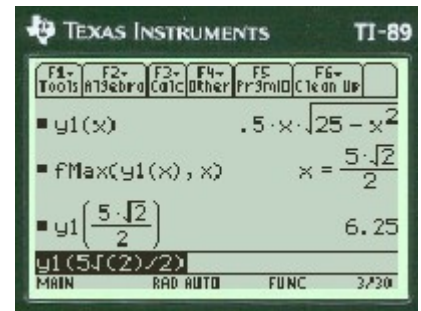 TEXAS INSTRUMENTS TI-89
F1 Tools F2 Algebra F3 Calc F4 Other F5 PrgmIO F6 Clean Up
▪ y1(x) .5·x·√25 − x²
▪ fMax(y1(x), x) x = 5·√2/2
▪ y1(5·√2/2) 6.25
y1(5√(2)/2)
MAIN RAD AUTO FUNC 3/30